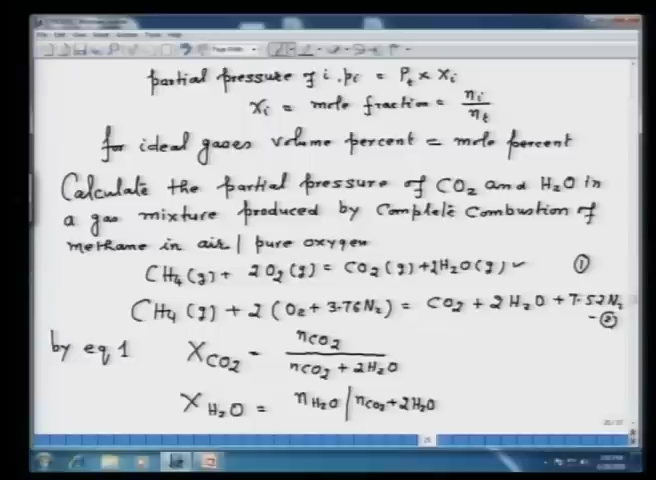 partial pressure of i, pi = Pt × xi
xi = mole fraction = ni/nt
for ideal gases volume percent = mole percent
Calculate the partial pressure of CO2 and H2O in
a gas mixture produced by Complete Combustion of
methane in air | pure oxygen
CH4(g) + 2O2(g) = CO2(g) + 2H2O(g) ✓ ①
CH4(g) + 2(O2 + 3.76N2) = CO2 + 2H2O + 7.52N2
– ②
by eq 1 XCO2 = nCO2 / nCO2 + 2H2O
XH2O = nH2O | nCO2 + 2H2O